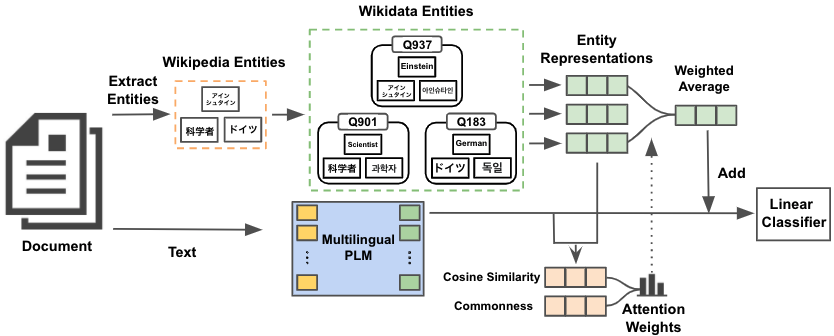 Wikidata Entities
Q937
Einstein
アイン
シュタイン
아인슈타인
Q901
Scientist
科学者
과학자
Q183
German
ドイツ
독일
Wikipedia Entities
アイン
シュタイン
科学者
ドイツ
Extract
Entities
Document
Text
Multilingual
PLM
Entity
Representations
Weighted
Average
Add
Linear
Classifier
Cosine Similarity
Commonness
Attention
Weights